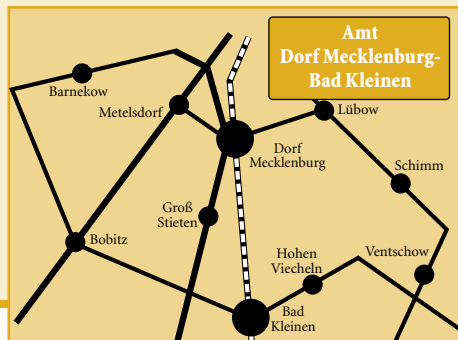 Amt
Dorf Mecklenburg-
Bad Kleinen
Barnekow
Metelsdorf
Lübow
Dorf
Mecklenburg
Schimm
Groß
Stieten
Bobitz
Hohen
Viecheln
Ventschow
Bad
Kleinen